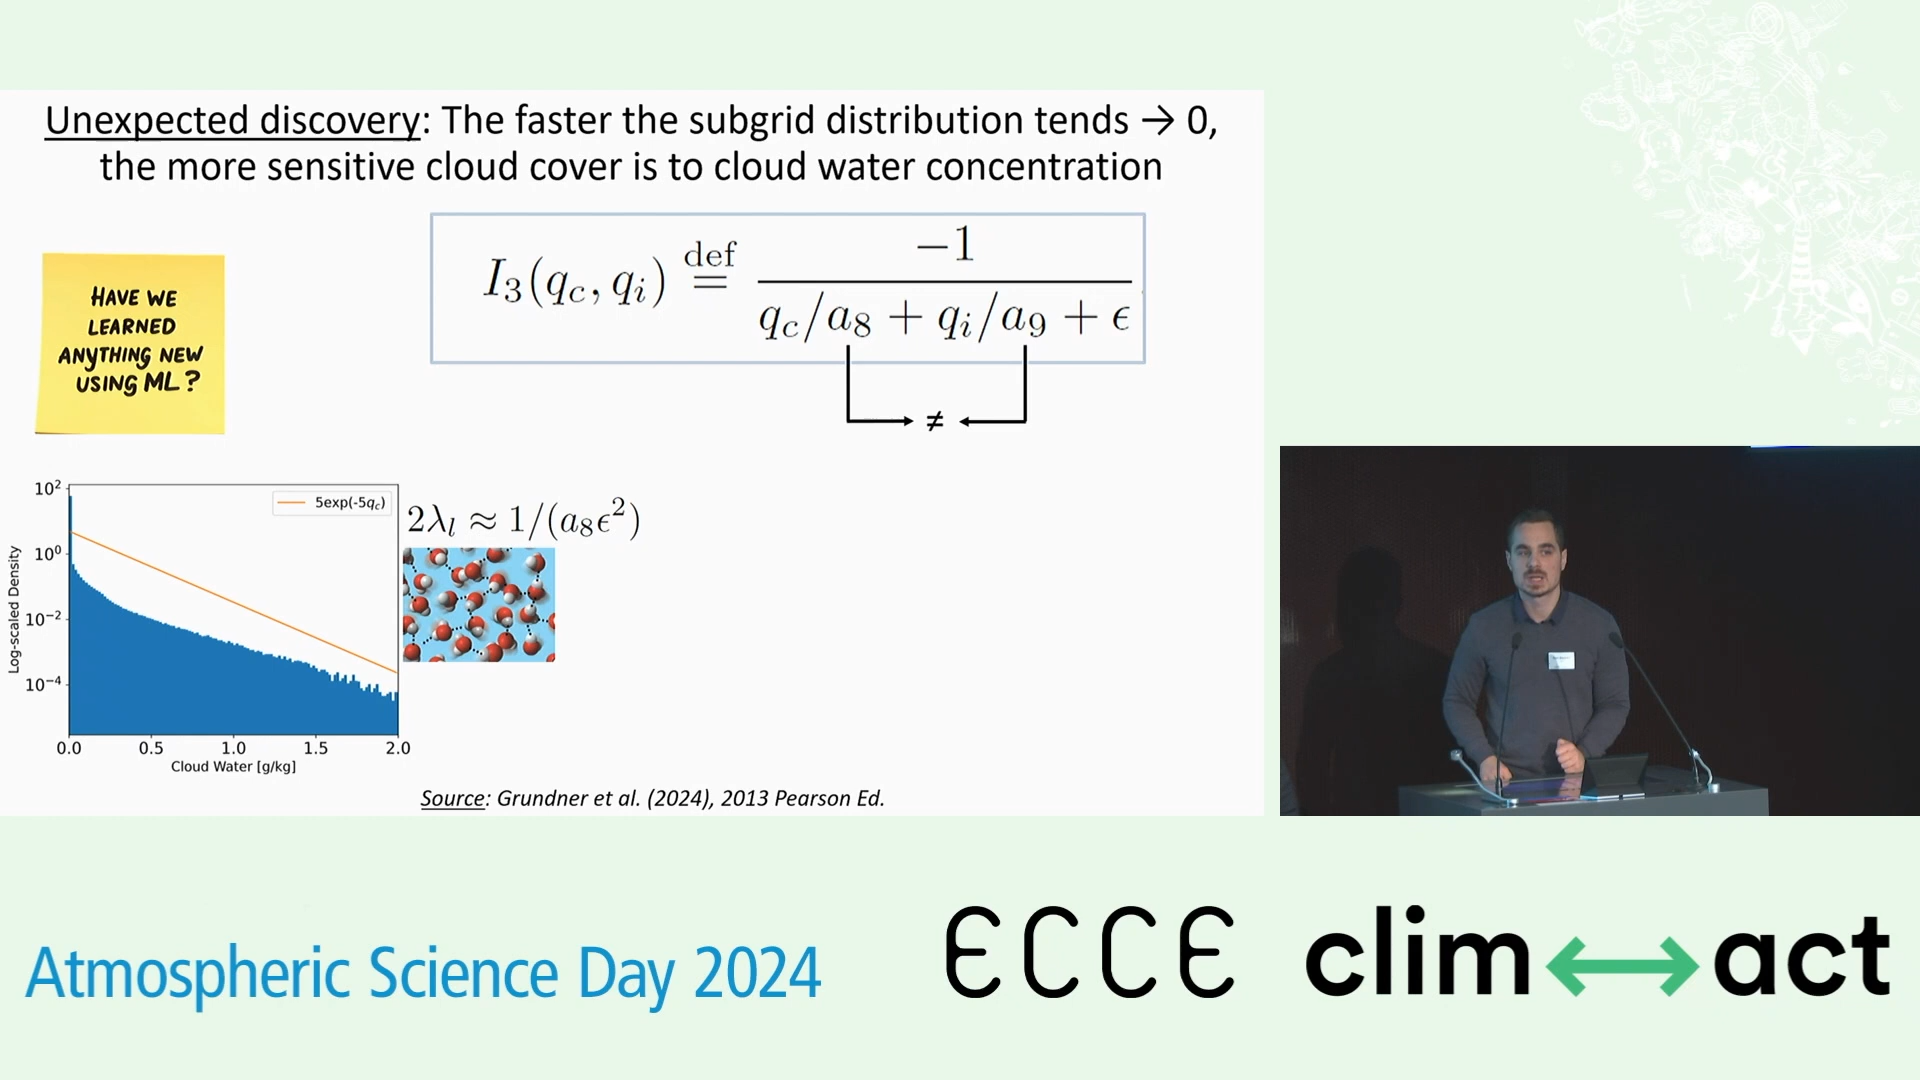 Unexpected discovery: The faster the subgrid distribution tends → 0,
the more sensitive cloud cover is to cloud water concentration
I₃(q_c, q_i) def= −1 / (q_c/a₈ + q_i/a₉ + ϵ)
≠
HAVE WE
LEARNED
ANYTHING NEW
USING ML?
10²
10⁰
10⁻²
10⁻⁴
Log-scaled Density
5exp(-5q_c)
0.0 0.5 1.0 1.5 2.0
Cloud Water [g/kg]
2λ_l ≈ 1/(a₈ϵ²)
Source: Grundner et al. (2024), 2013 Pearson Ed.
Atmospheric Science Day 2024
ECCE
clim↔act